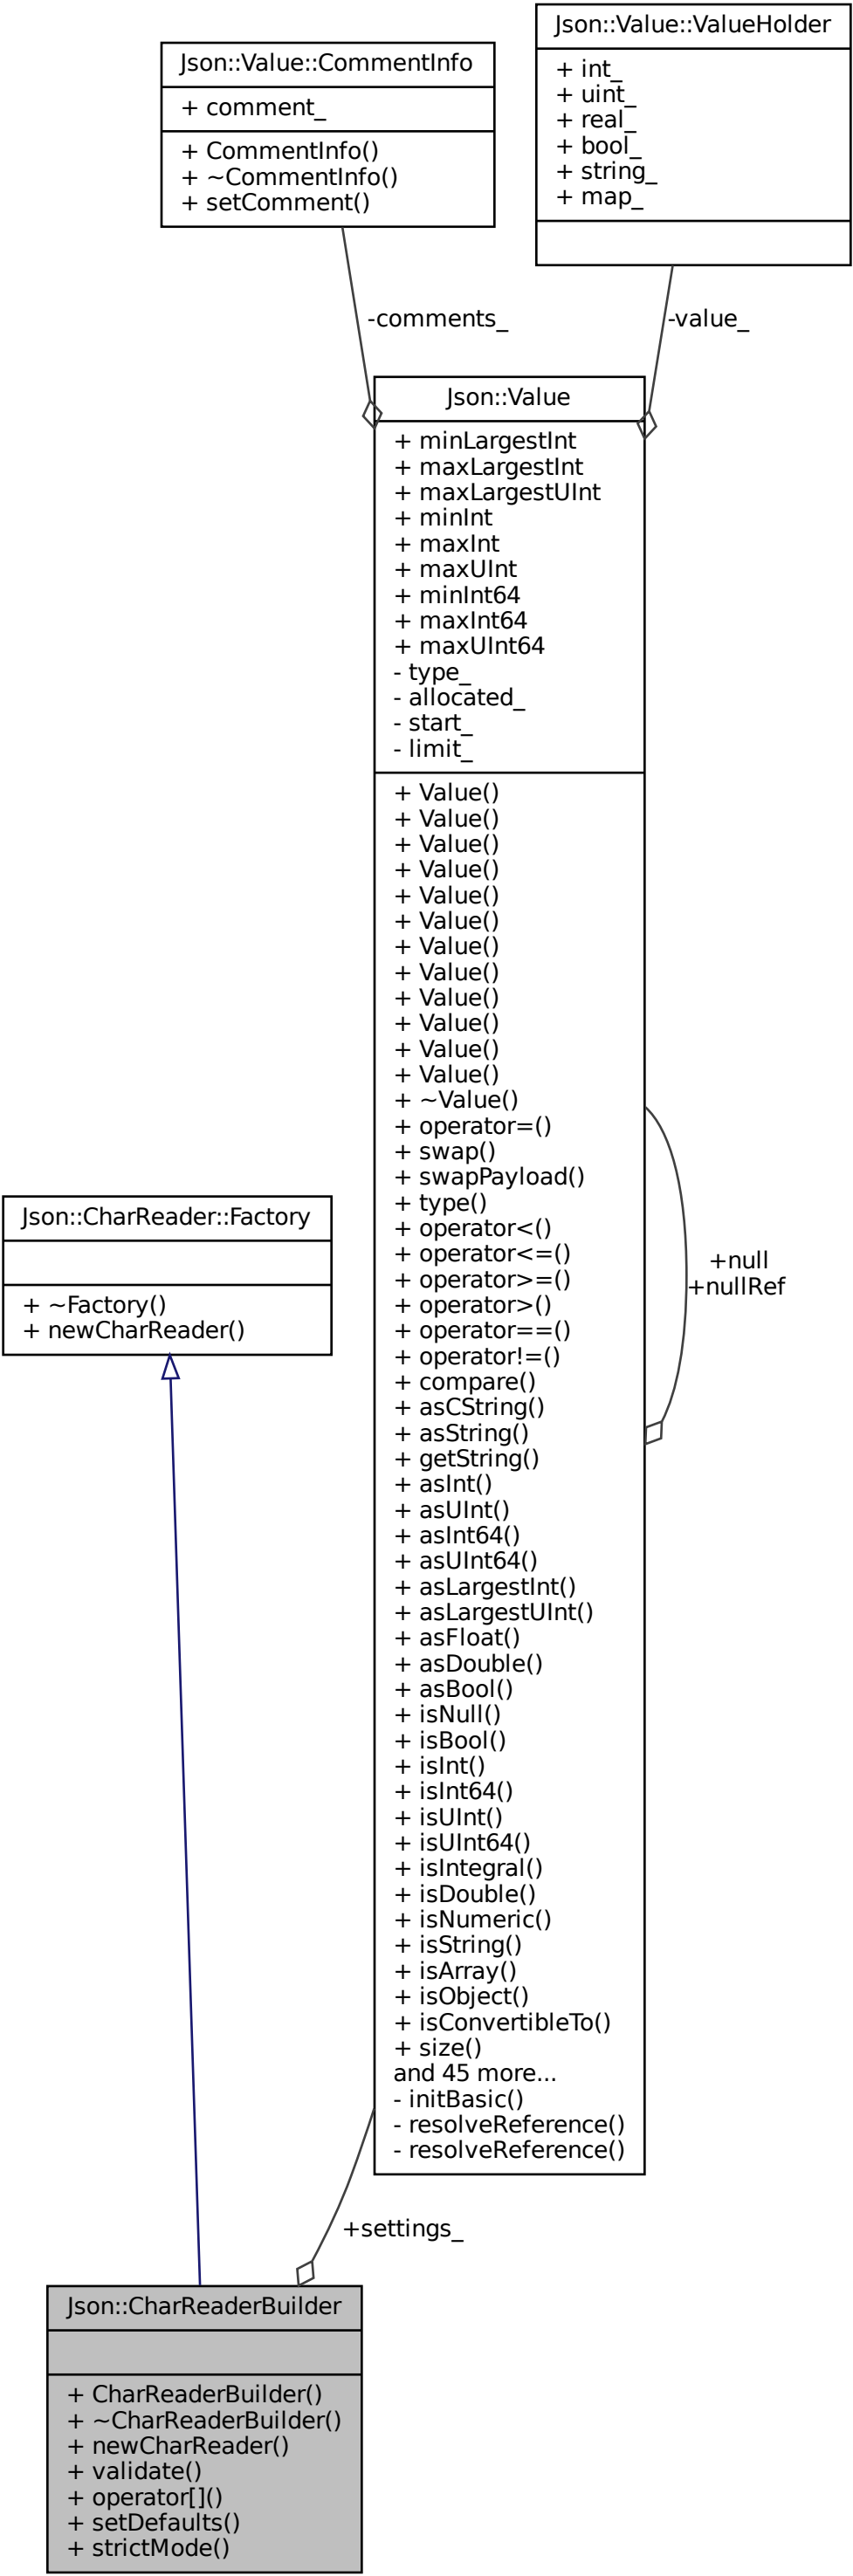 Json::Value::ValueHolder
+ int_
+ uint_
+ real_
+ bool_
+ string_
+ map_
Json::Value::CommentInfo
+ comment_
+ CommentInfo()
+ ~CommentInfo()
+ setComment()
-comments_
-value_
Json::Value
+ minLargestInt
+ maxLargestInt
+ maxLargestUInt
+ minInt
+ maxInt
+ maxUInt
+ minInt64
+ maxInt64
+ maxUInt64
- type_
- allocated_
- start_
- limit_
+ Value()
+ Value()
+ Value()
+ Value()
+ Value()
+ Value()
+ Value()
+ Value()
+ Value()
+ Value()
+ Value()
+ Value()
+ ~Value()
+ operator=()
+ swap()
+ swapPayload()
+ type()
+ operator<()
+ operator<=()
+ operator>=()
+ operator>()
+ operator==()
+ operator!=()
+ compare()
+ asCString()
+ asString()
+ getString()
+ asInt()
+ asUInt()
+ asInt64()
+ asUInt64()
+ asLargestInt()
+ asLargestUInt()
+ asFloat()
+ asDouble()
+ asBool()
+ isNull()
+ isBool()
+ isInt()
+ isInt64()
+ isUInt()
+ isUInt64()
+ isIntegral()
+ isDouble()
+ isNumeric()
+ isString()
+ isArray()
+ isObject()
+ isConvertibleTo()
+ size()
and 45 more...
- initBasic()
- resolveReference()
- resolveReference()
+null
+nullRef
Json::CharReader::Factory
+ ~Factory()
+ newCharReader()
+settings_
Json::CharReaderBuilder
+ CharReaderBuilder()
+ ~CharReaderBuilder()
+ newCharReader()
+ validate()
+ operator[]()
+ setDefaults()
+ strictMode()